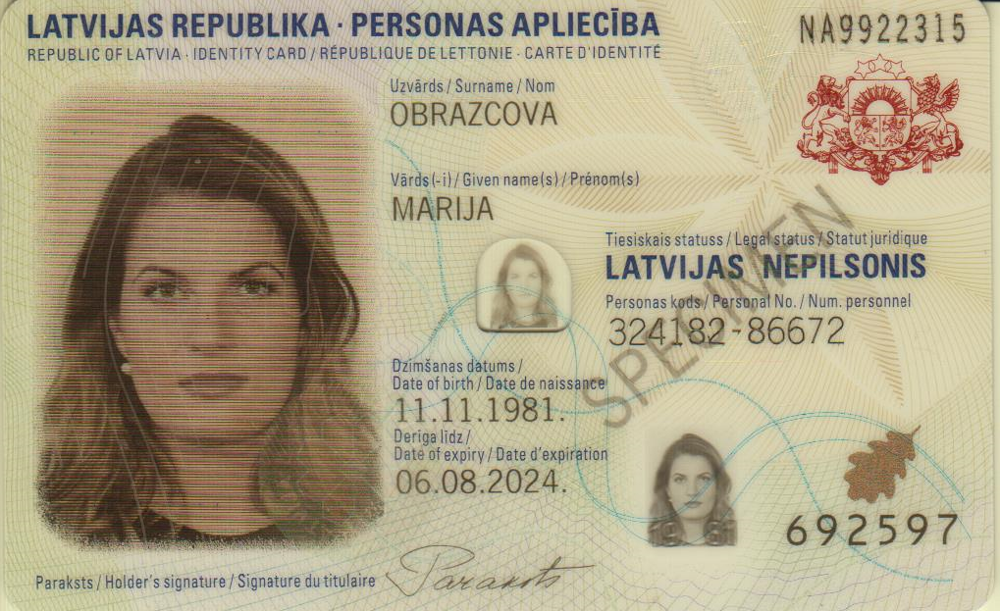 LATVIJAS REPUBLIKA · PERSONAS APLIECĪBA
REPUBLIC OF LATVIA · IDENTITY CARD / RÉPUBLIQUE DE LETTONIE · CARTE D'IDENTITÉ
NA9922315
Uzvārds / Surname / Nom
OBRAZCOVA
Vārds (-i) / Given name(s) / Prénom(s)
MARIJA
Tiesiskais statuss / Legal status / Statut juridique
LATVIJAS NEPILSONIS
Personas kods / Personal No. / Num. personnel
324182-86672
SPECIMEN
Dzimšanas datums /
Date of birth / Date de naissance
11.11.1981.
Derīga līdz /
Date of expiry / Date d'expiration
06.08.2024.
692597
Paraksts / Holder's signature / Signature du titulaire
Paraksts